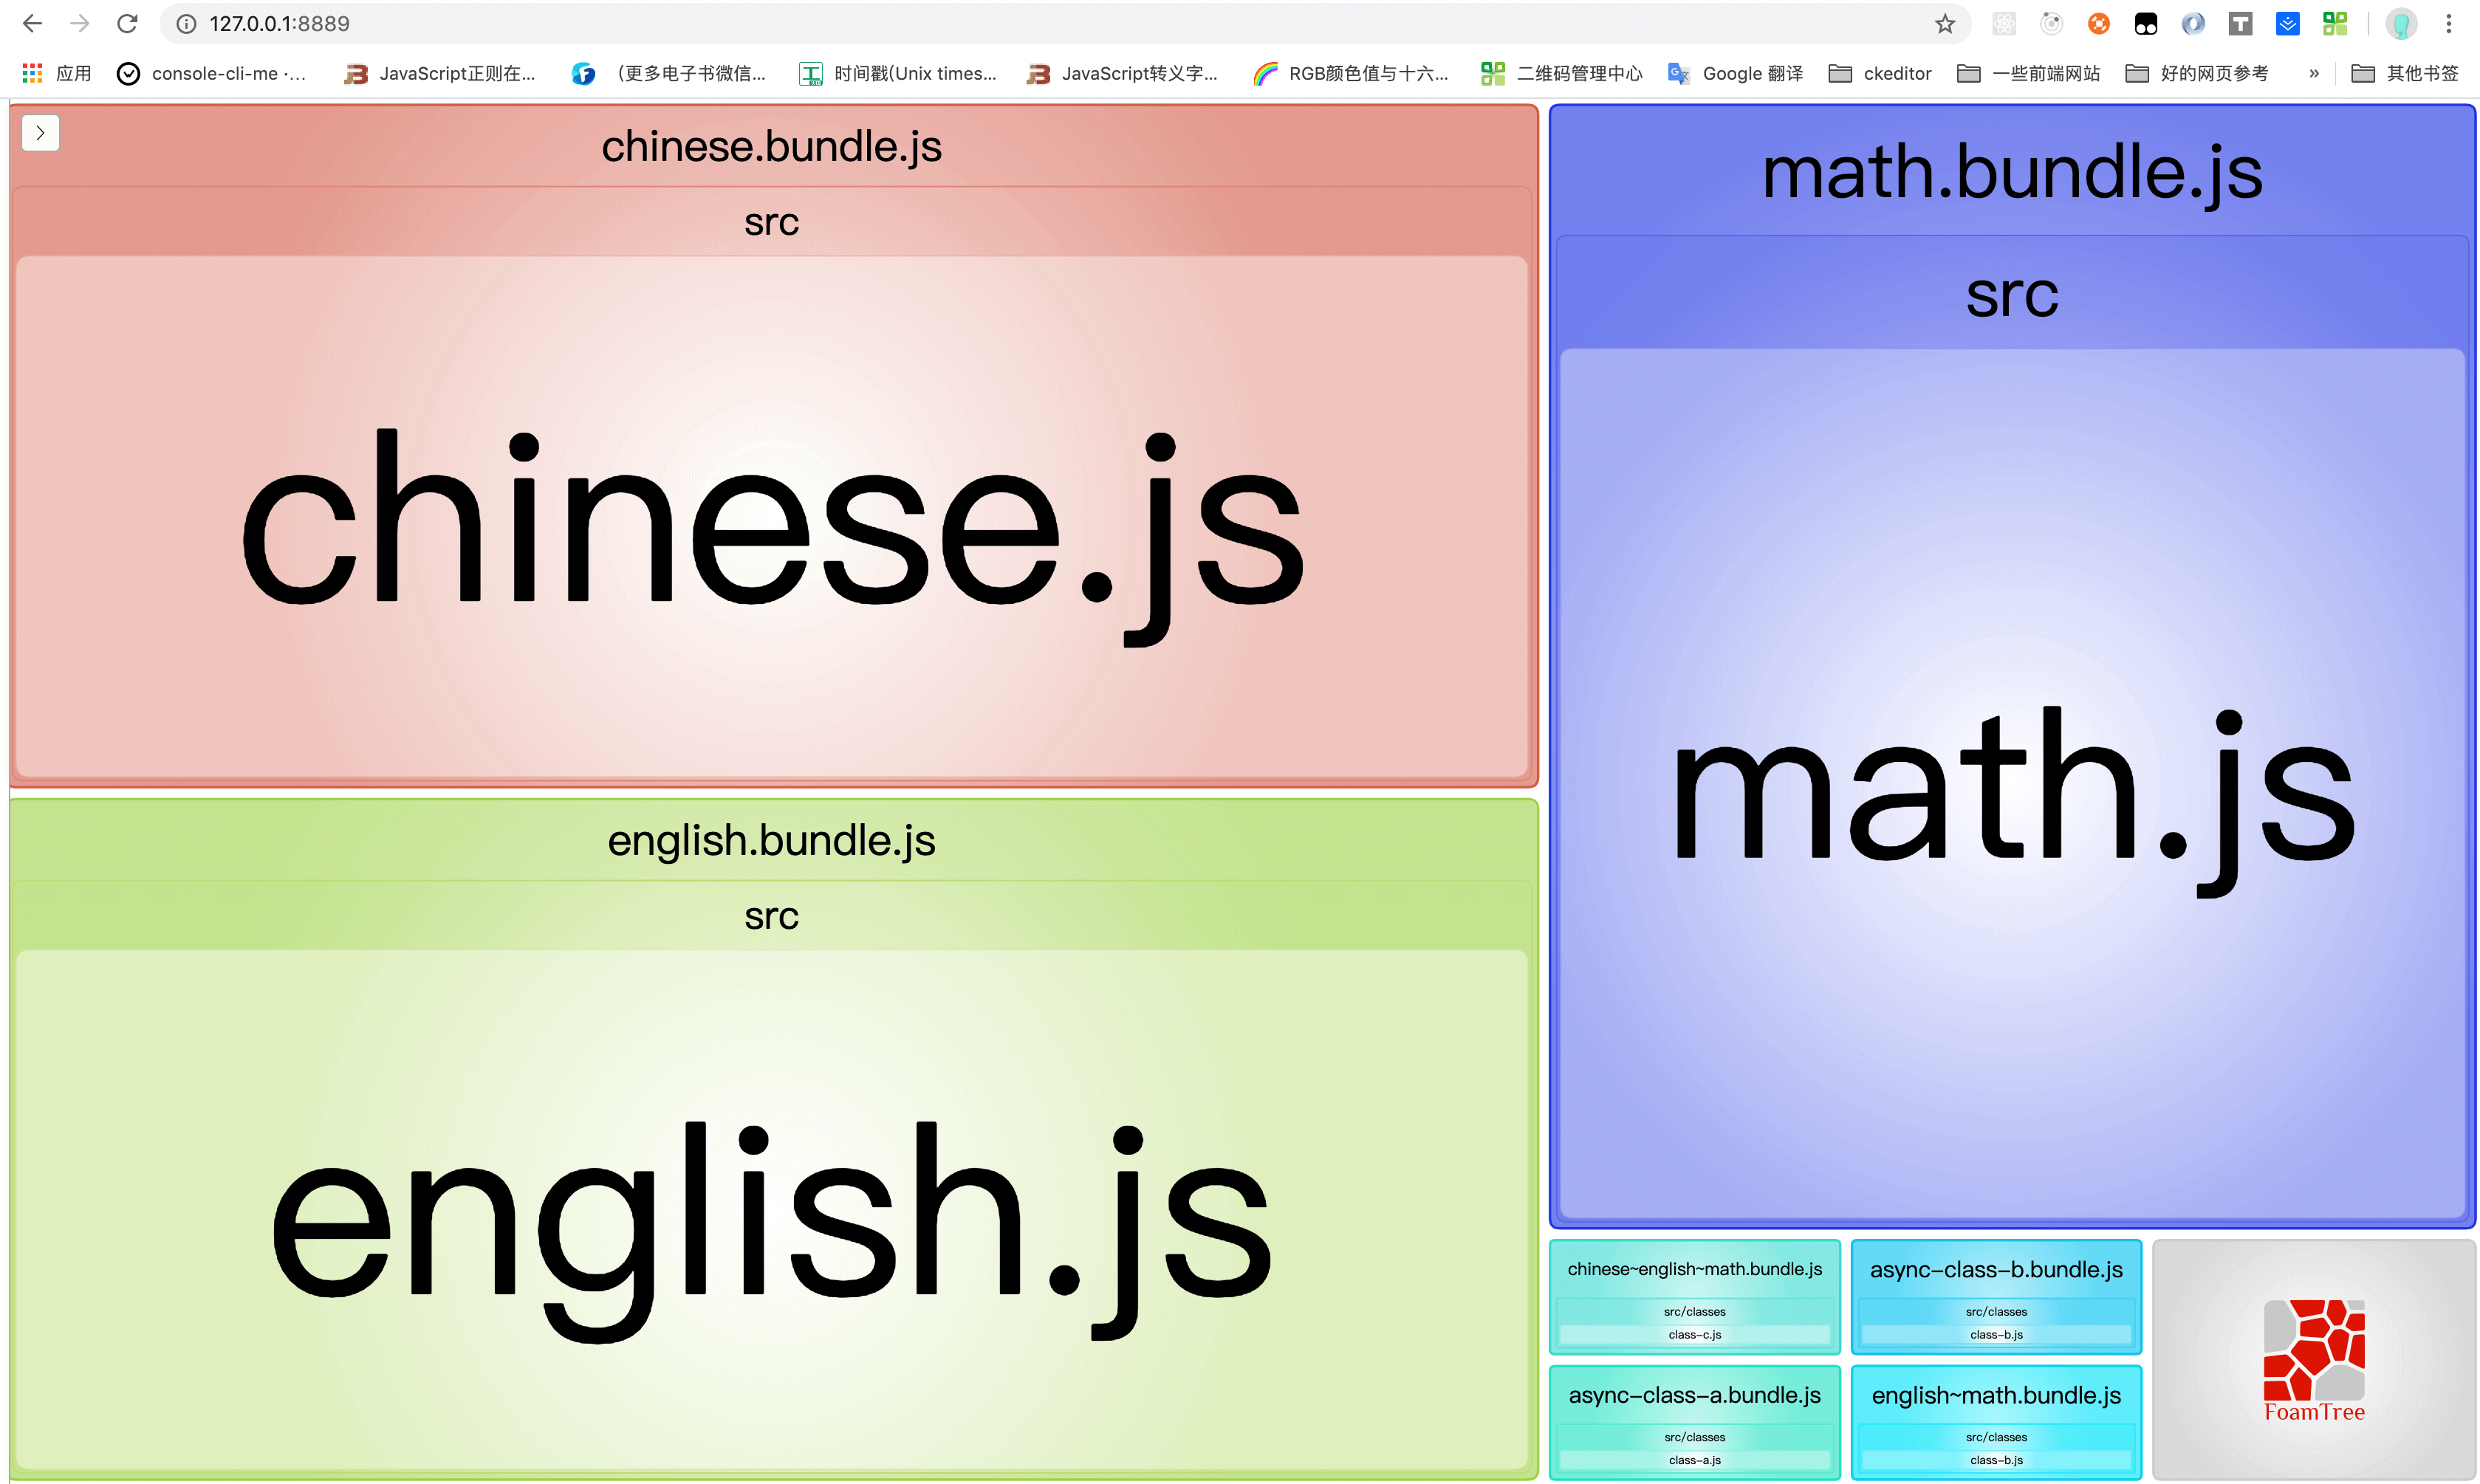 127.0.0.1:8889
应用 console-cli-me ·... JavaScript正则在... (更多电子书微信... 时间戳(Unix times... JavaScript转义字... RGB颜色值与十六... 二维码管理中心 Google 翻译 ckeditor 一些前端网站 好的网页参考 » 其他书签
chinese.bundle.js
src
chinese.js
english.bundle.js
src
english.js
math.bundle.js
src
math.js
chinese~english~math.bundle.js
src/classes
class-c.js
async-class-b.bundle.js
src/classes
class-b.js
async-class-a.bundle.js
src/classes
class-a.js
english~math.bundle.js
src/classes
class-b.js
FoamTree